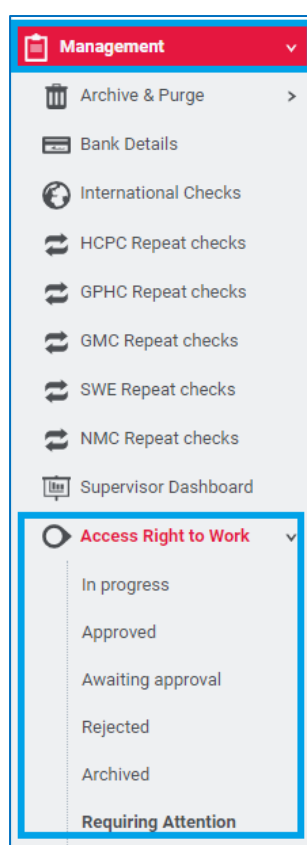 Management
Archive & Purge
Bank Details
International Checks
HCPC Repeat checks
GPHC Repeat checks
GMC Repeat checks
SWE Repeat checks
NMC Repeat checks
Supervisor Dashboard
Access Right to Work
In progress
Approved
Awaiting approval
Rejected
Archived
Requiring Attention